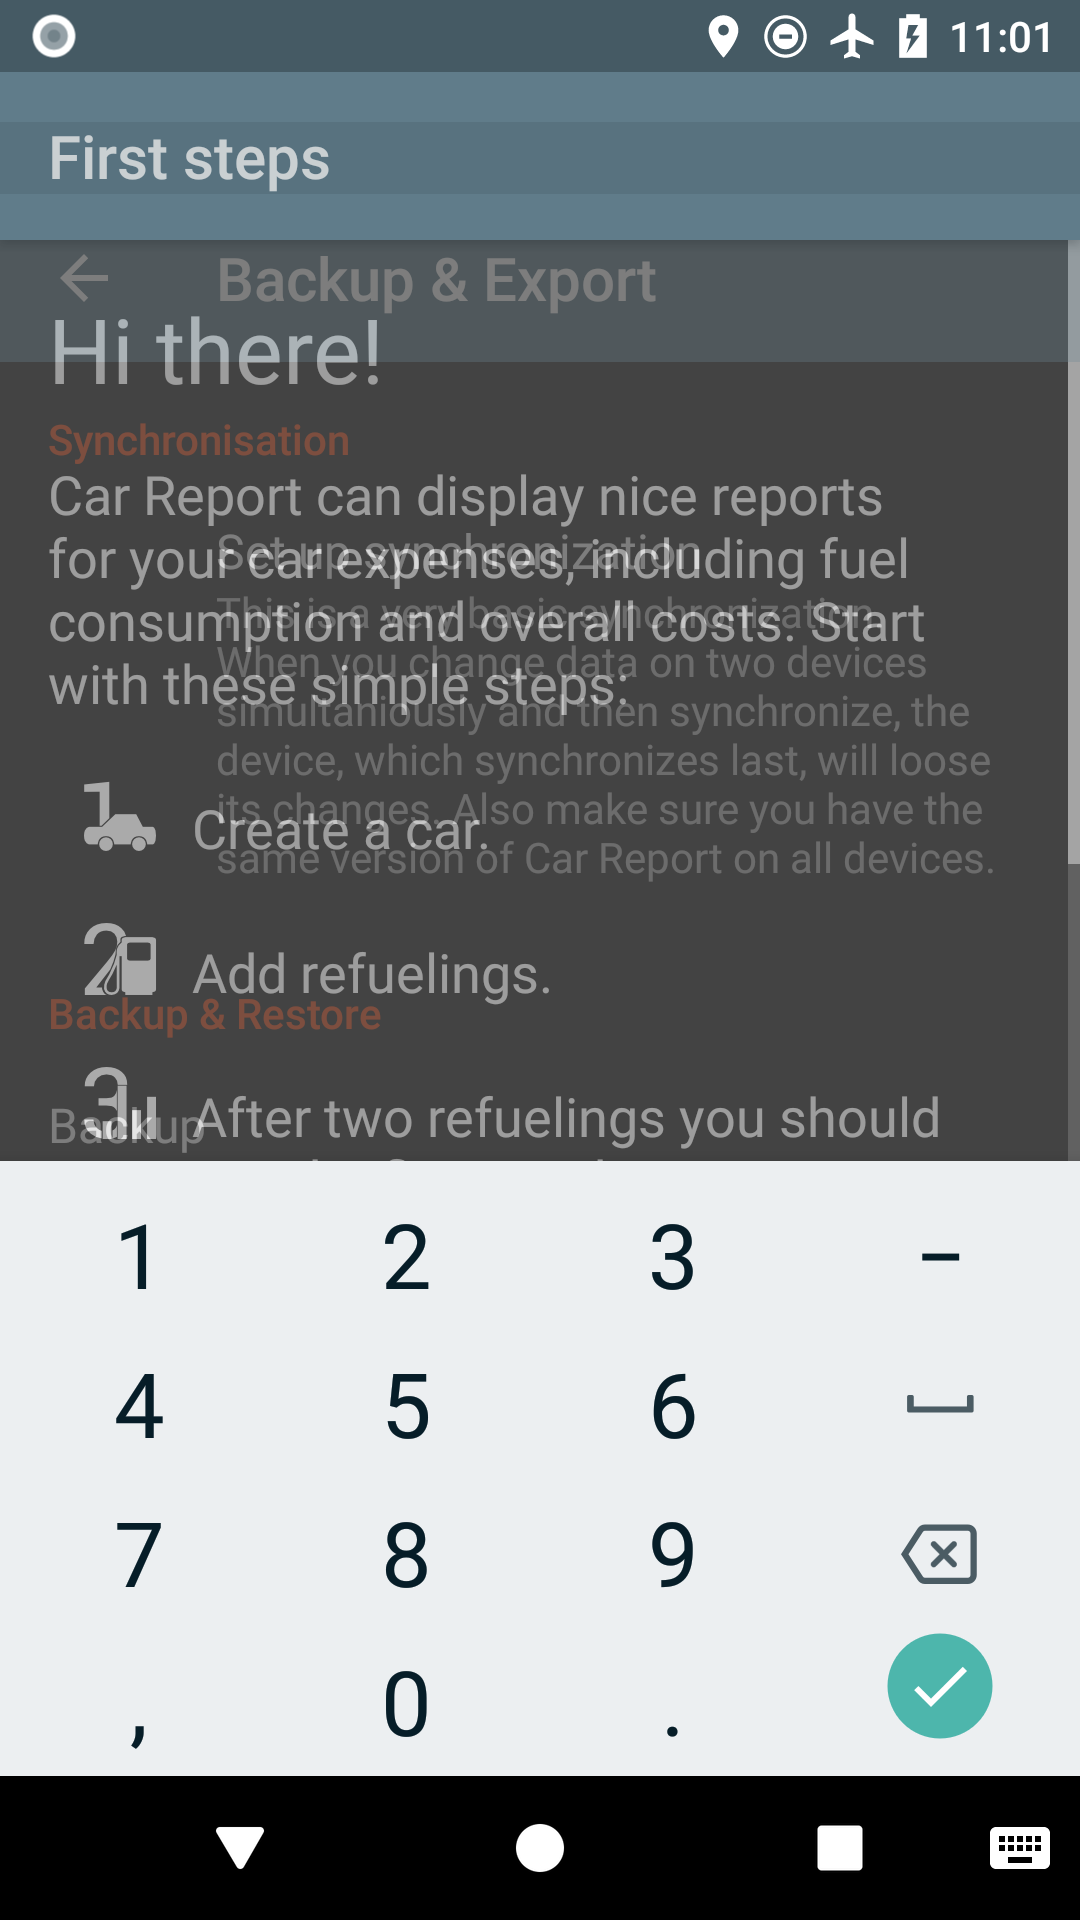 11:01
First steps
Backup & Export
Hi there!
Synchronisation
Car Report can display nice reports
for your car expenses, including fuel
consumption and overall costs. Start
with these simple steps:
Set up synchronization
This is a very basic synchronization.
When you change data on two devices
simultaniously and then synchronize, the
device, which synchronizes last, will loose
its changes. Also make sure you have the
same version of Car Report on all devices.
1
Create a car.
2
Add refuelings.
Backup & Restore
3
After two refuelings you should
Backup
1 2 3 –
4 5 6
7 8 9
, 0 .